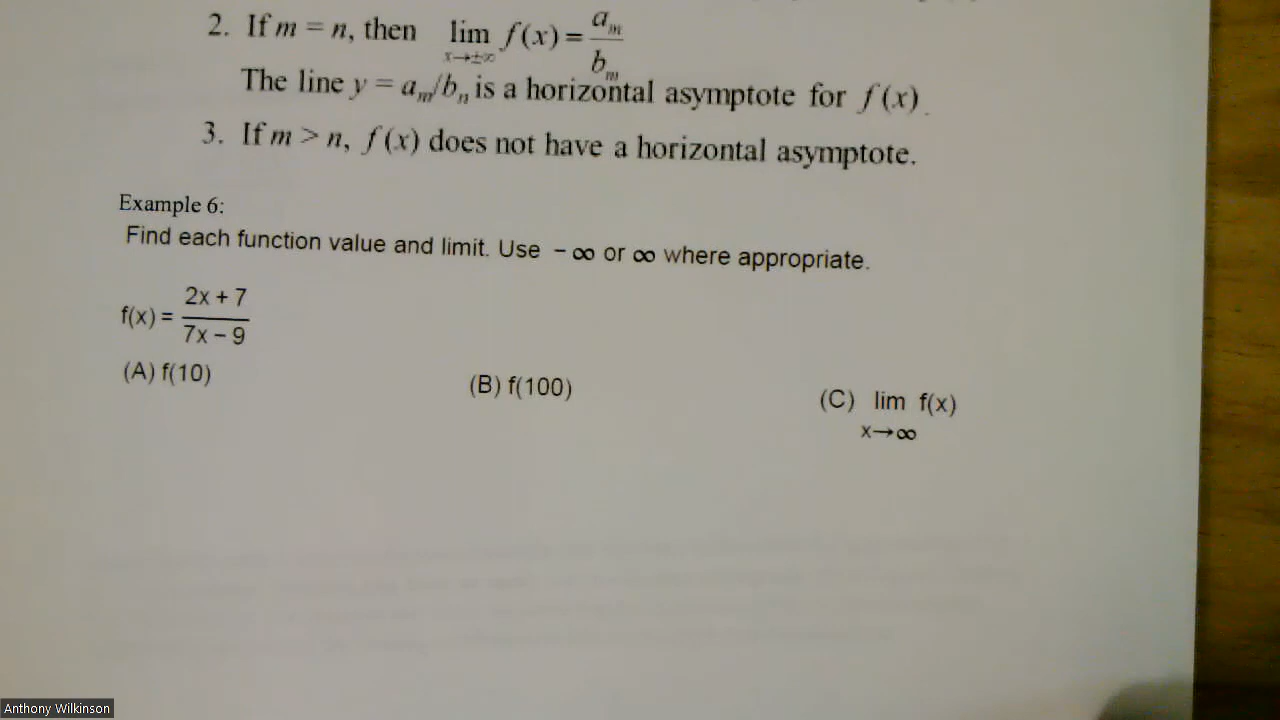 2. If m = n, then lim f(x) = a_m
x→±∞ b_m
The line y = a_m/b_n is a horizontal asymptote for f(x).
3. If m > n, f(x) does not have a horizontal asymptote.
Example 6:
Find each function value and limit. Use − ∞ or ∞ where appropriate.
f(x) = 2x + 7
7x − 9
(A) f(10) (B) f(100) (C) lim f(x)
x→∞
Anthony Wilkinson